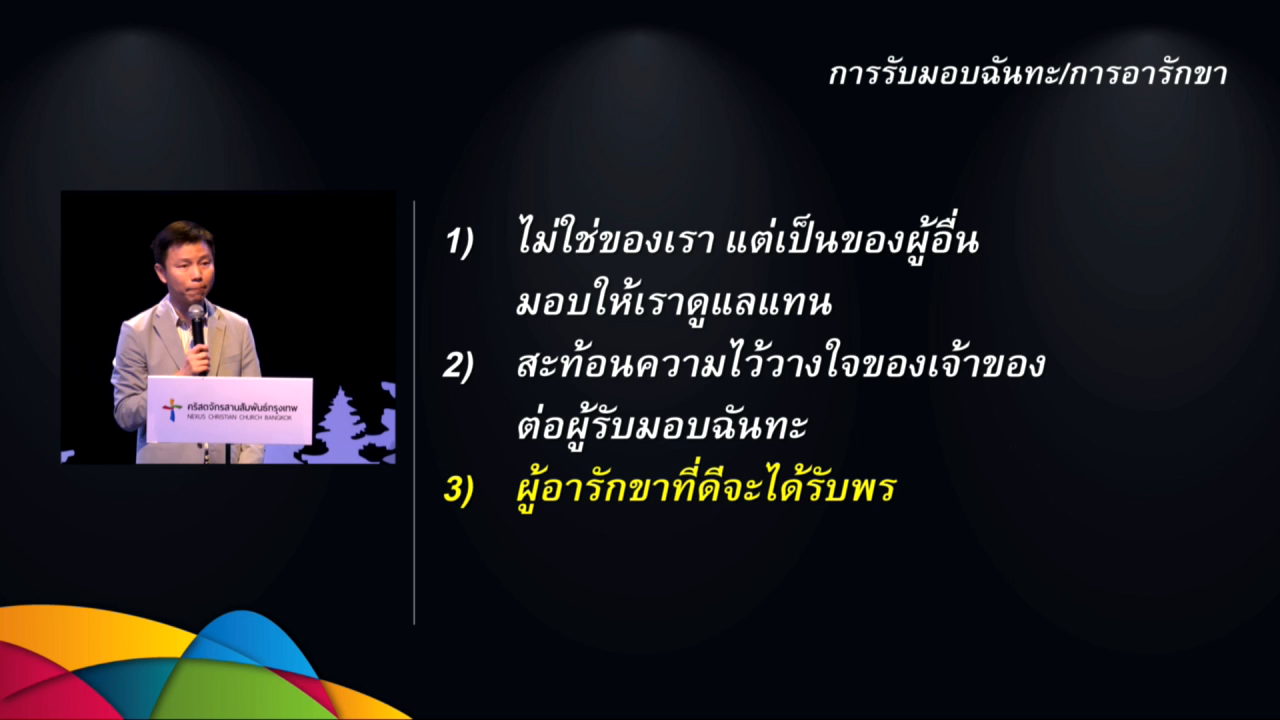 การรับมอบฉันทะ/การอารักขา
1) ไม่ใช่ของเรา แต่เป็นของผู้อื่น
มอบให้เราดูแลแทน
2) สะท้อนความไว้วางใจของเจ้าของ
ต่อผู้รับมอบฉันทะ
3) ผู้อารักขาที่ดีจะได้รับพร
คริสตจักรสานสัมพันธ์กรุงเทพ
NEXUS CHRISTIAN CHURCH BANGKOK